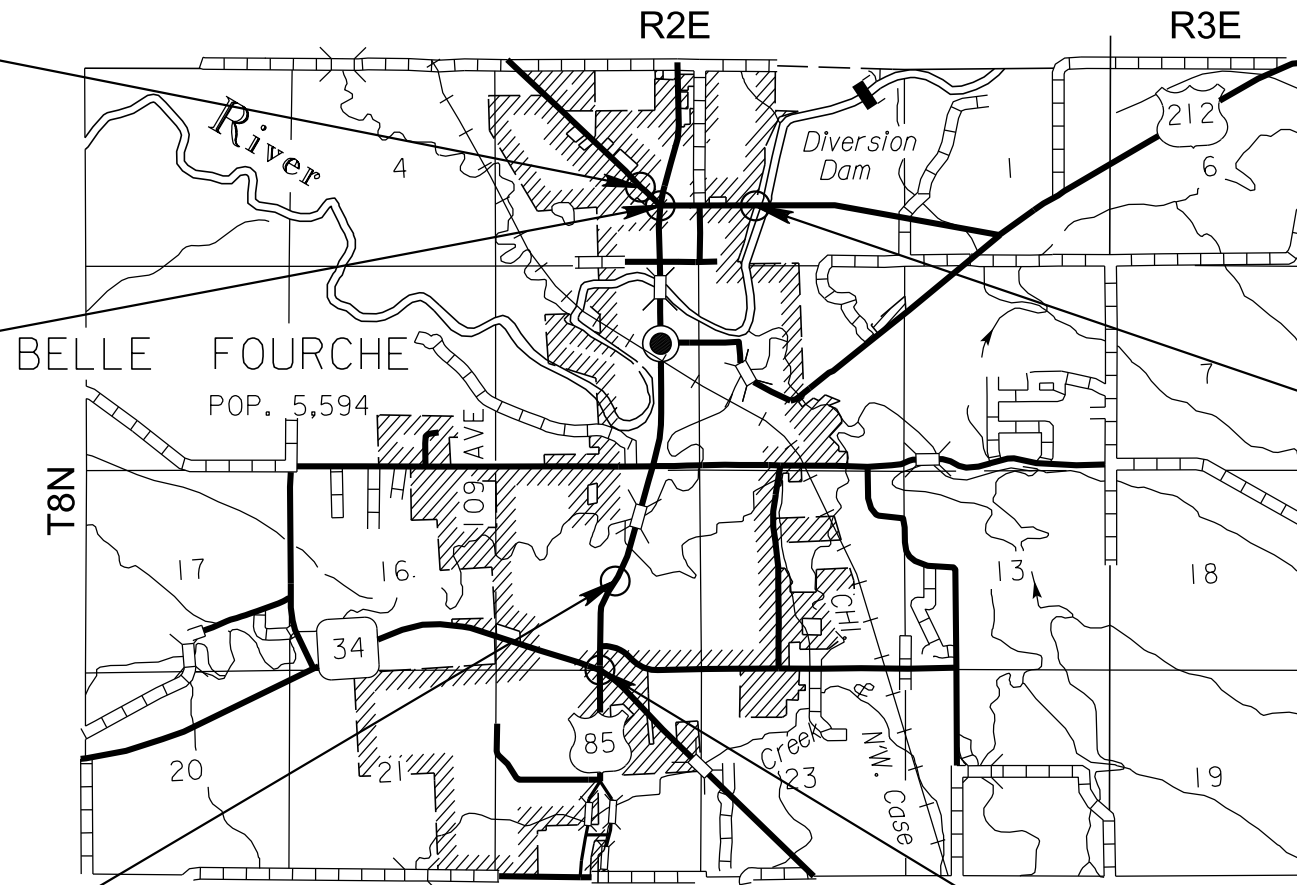 R2E
R3E
River
4
Diversion
Dam
1
212
6
BELLE FOURCHE
POP. 5,594
7
T8N
109 AVE
17
16
13
18
CHI.
&
NW.
34
85
20
21
Creek
23
Case
19